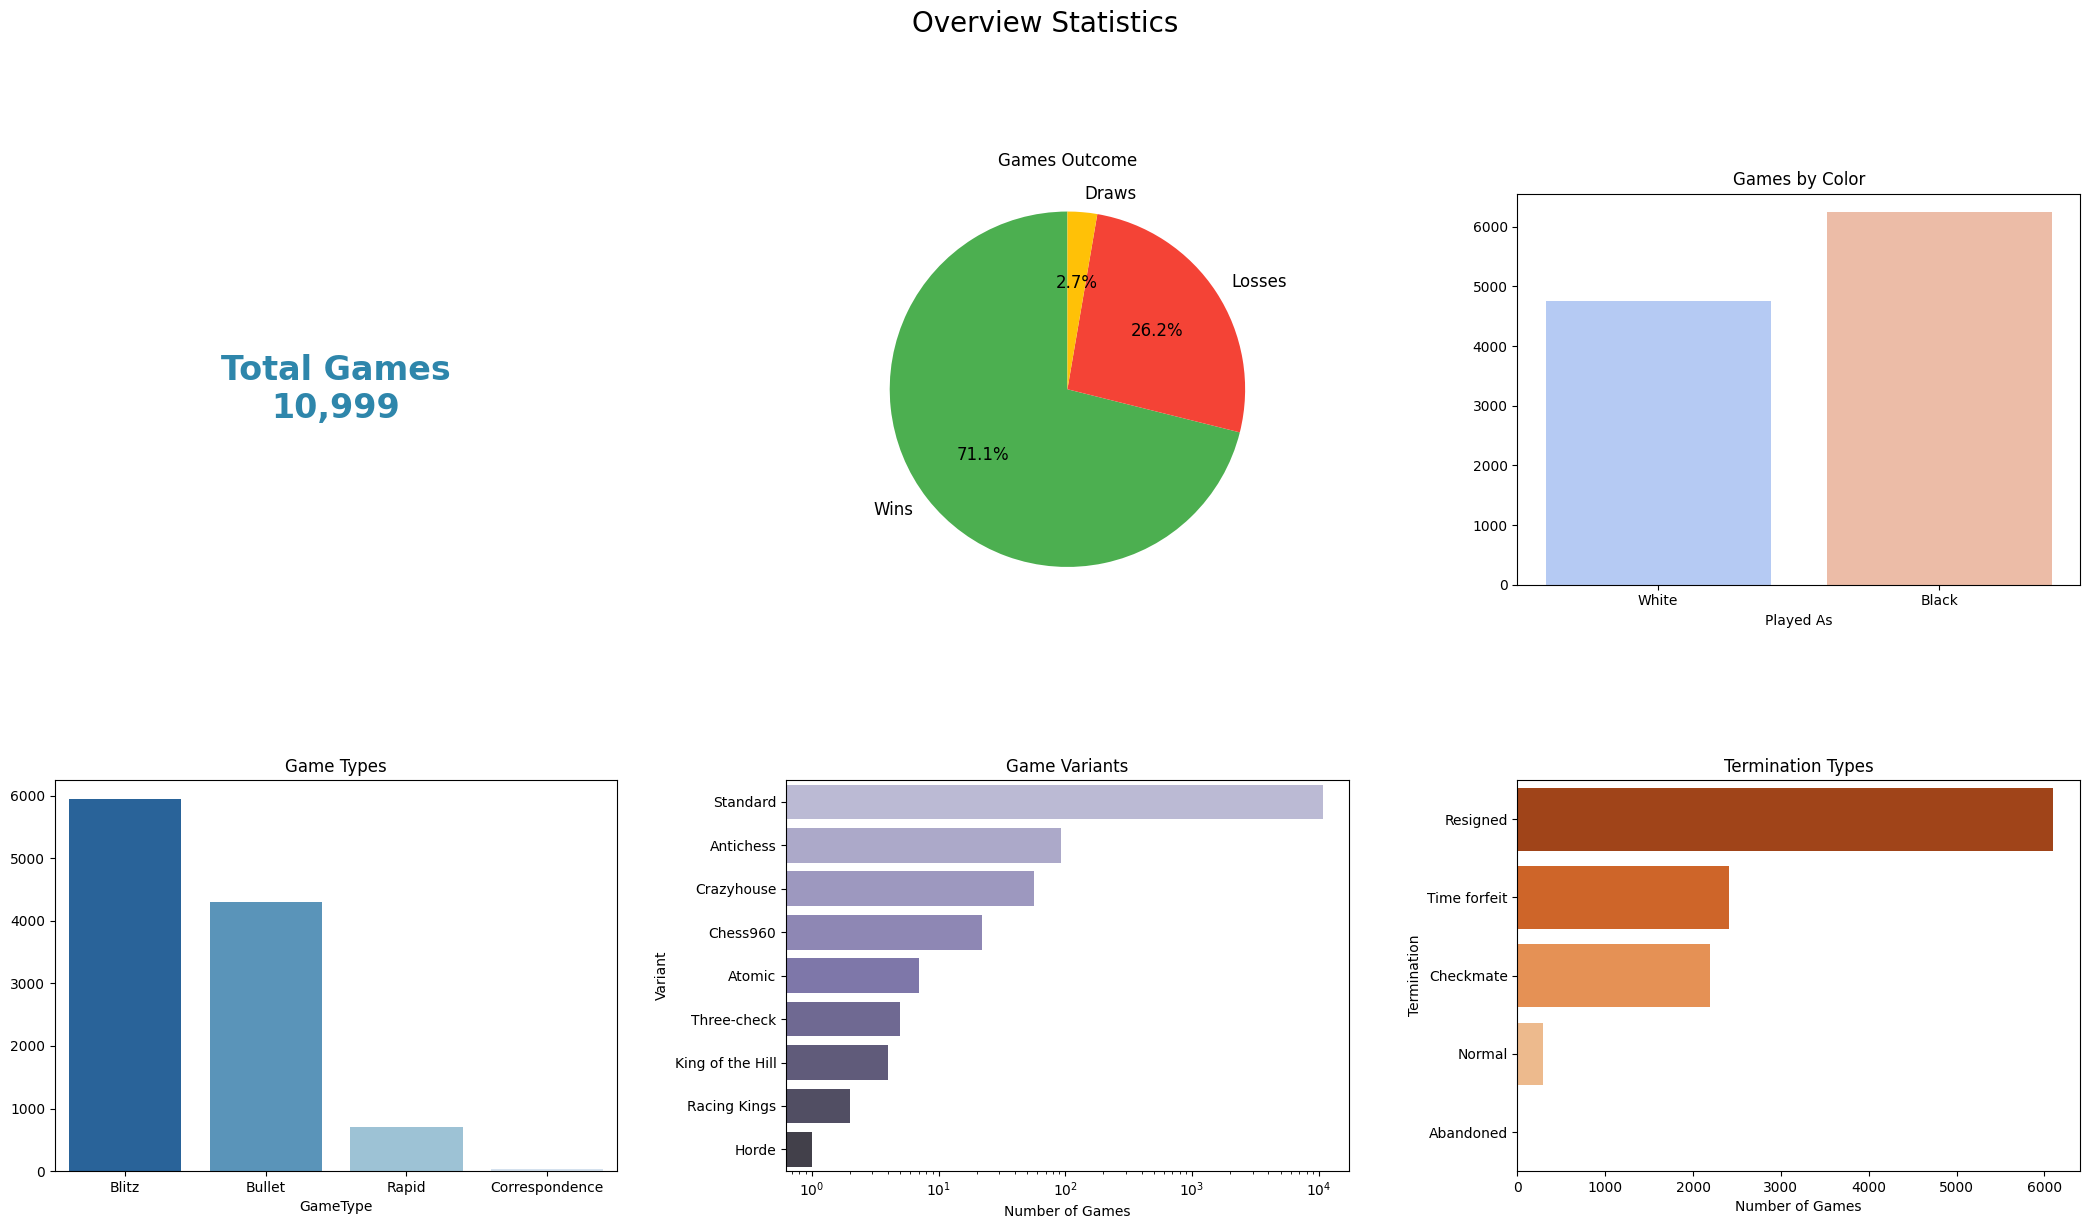 Overview Statistics
Total Games
10,999
Games Outcome
Draws
2.7%
Losses
26.2%
71.1%
Wins
Games by Color
6000
5000
4000
3000
2000
1000
0
White
Black
Played As
Game Types
6000
5000
4000
3000
2000
1000
0
Blitz
Bullet
Rapid
Correspondence
GameType
Game Variants
Variant
Standard
Antichess
Crazyhouse
Chess960
Atomic
Three-check
King of the Hill
Racing Kings
Horde
10⁰
10¹
10²
10³
10⁴
Number of Games
Termination Types
Termination
Resigned
Time forfeit
Checkmate
Normal
Abandoned
0
1000
2000
3000
4000
5000
6000
Number of Games